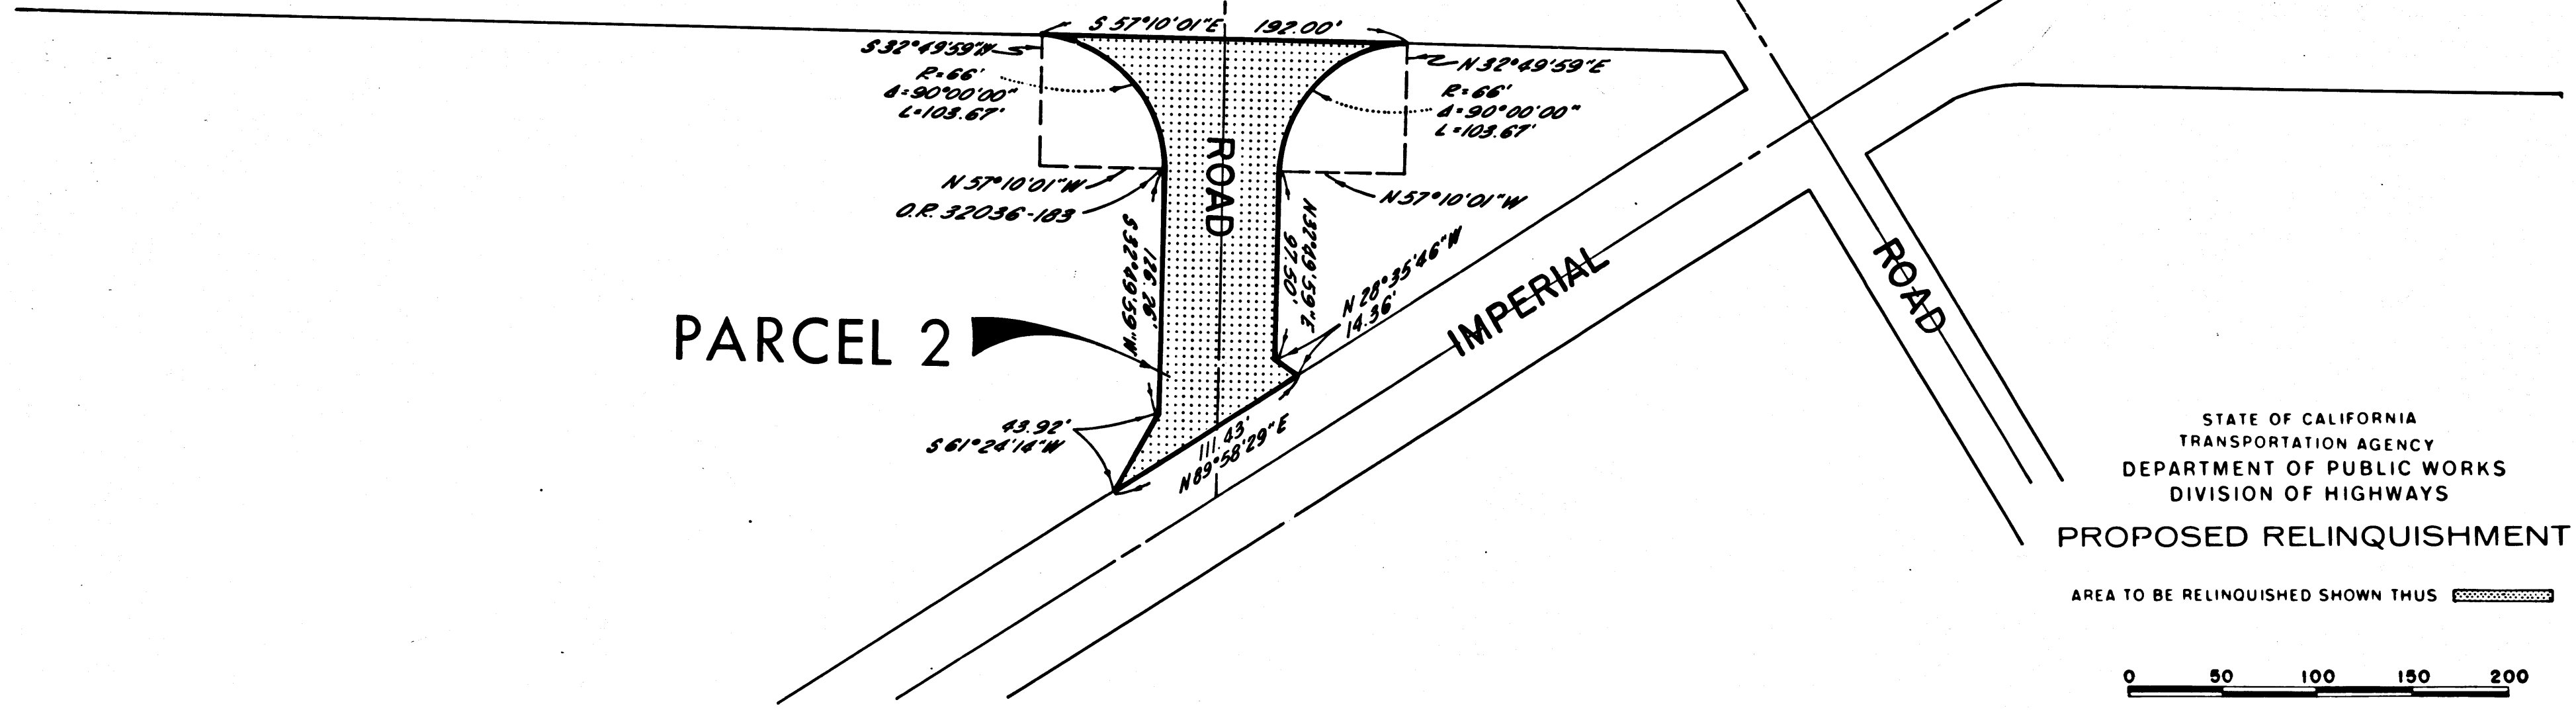 S 57°10'01"E 192.00'
S 32°49'59"W
R=66'
Δ=90°00'00"
L=103.67'
N 32°49'59"E
R=66'
Δ=90°00'00"
L=103.67'
N 57°10'01"W
O.R. 32036-183
N 57°10'01"W
ROAD
S 32°49'59"W
126.26'
N 32°49'59"E
97.50'
N 28°35'46"W
14.36'
PARCEL 2
43.92'
S 61°24'14"W
111.43'
N 89°58'29"E
IMPERIAL
ROAD
STATE OF CALIFORNIA
TRANSPORTATION AGENCY
DEPARTMENT OF PUBLIC WORKS
DIVISION OF HIGHWAYS
PROPOSED RELINQUISHMENT
AREA TO BE RELINQUISHED SHOWN THUS
0 50 100 150 200